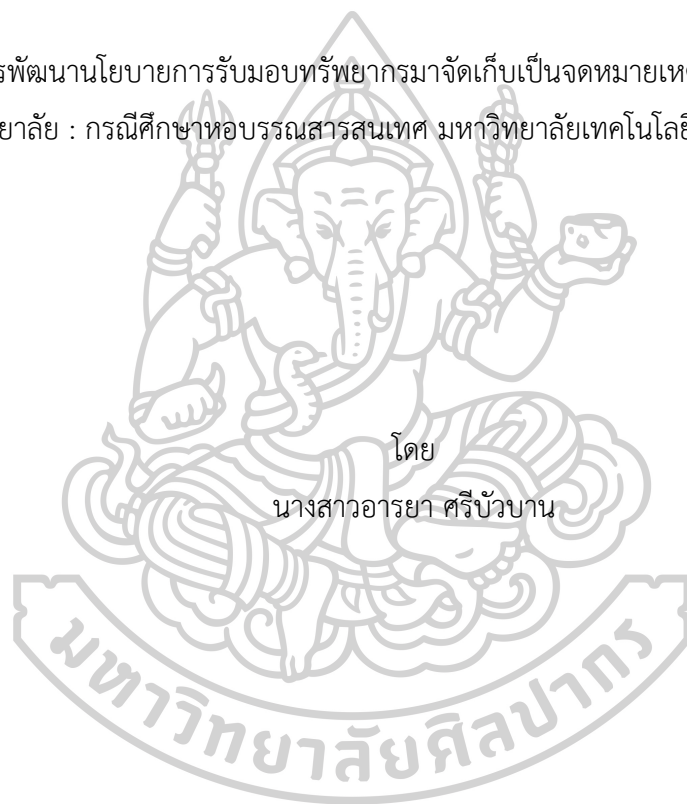 รพัฒนานโยบายการรับมอบทรัพยากรมาจัดเก็บเป็นจดหมายเหตุ
ยาลัย : กรณีศึกษาหอบรรณสารสนเทศ มหาวิทยาลัยเทคโนโลยี
โดย
นางสาวอารยา ศรีบัวบาน
มหาวิทยาลัยศิลปากร